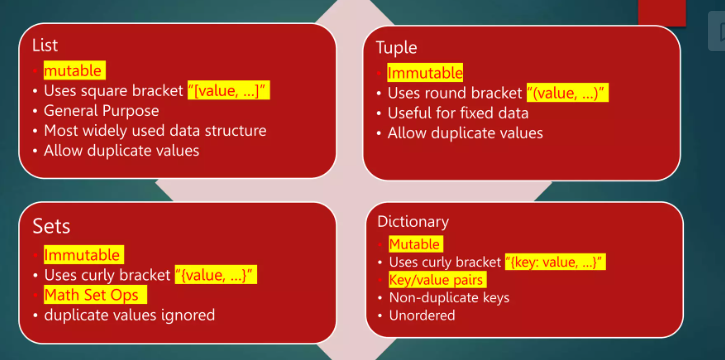 List
• mutable
• Uses square bracket “[value, …]”
• General Purpose
• Most widely used data structure
• Allow duplicate values
Tuple
• Immutable
• Uses round bracket “(value, …)”
• Useful for fixed data
• Allow duplicate values
Sets
• Immutable
• Uses curly bracket “{value, …}”
• Math Set Ops
• duplicate values ignored
Dictionary
• Mutable
• Uses curly bracket “{key: value, …}”
• Key/value pairs
• Non-duplicate keys
• Unordered